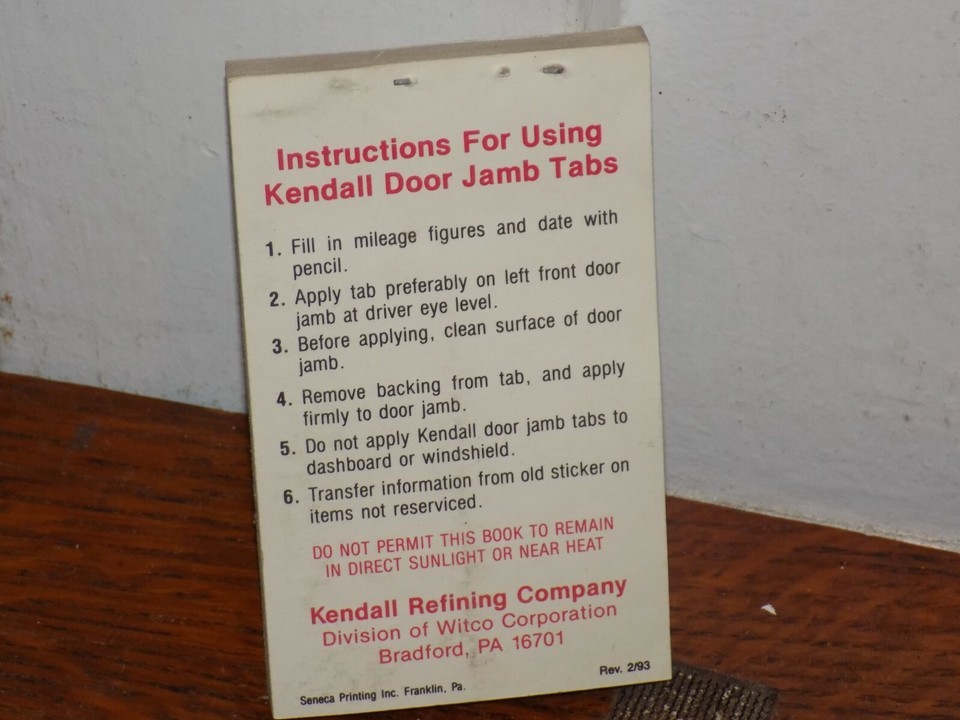 Instructions For Using
Kendall Door Jamb Tabs
1. Fill in mileage figures and date with
pencil.
2. Apply tab preferably on left front door
jamb at driver eye level.
3. Before applying, clean surface of door
jamb.
4. Remove backing from tab, and apply
firmly to door jamb.
5. Do not apply Kendall door jamb tabs to
dashboard or windshield.
6. Transfer information from old sticker on
items not reserviced.
DO NOT PERMIT THIS BOOK TO REMAIN
IN DIRECT SUNLIGHT OR NEAR HEAT
Kendall Refining Company
Division of Witco Corporation
Bradford, PA 16701
Seneca Printing Inc. Franklin, Pa.
Rev. 2/93